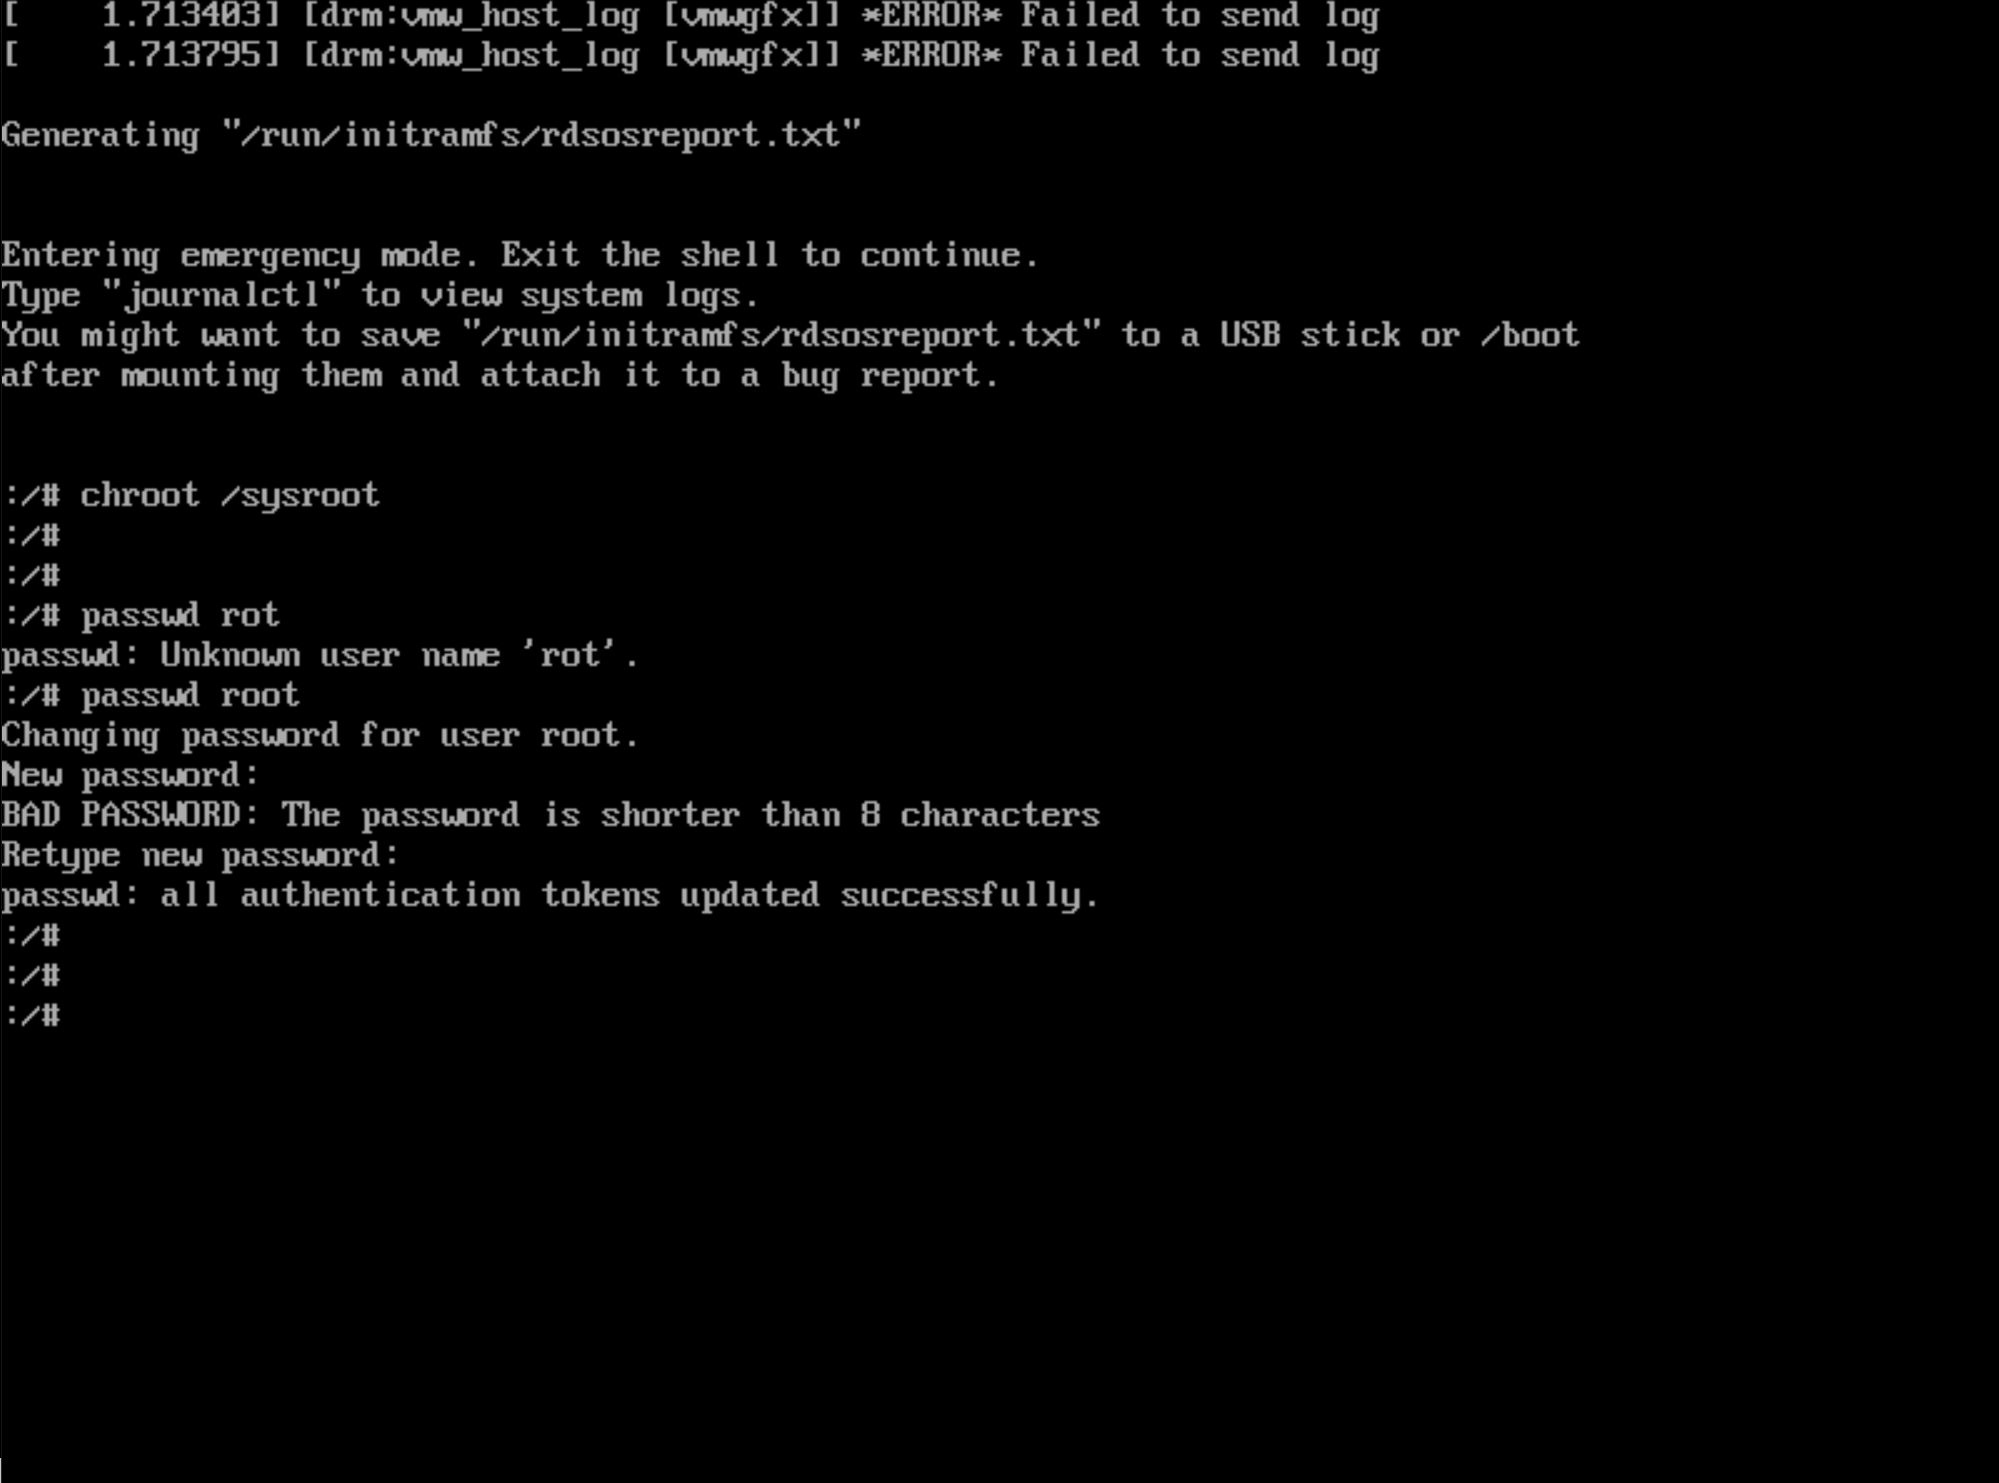 [    1.713403] [drm:vmw_host_log [vmwgfx]] *ERROR* Failed to send log
[    1.713795] [drm:vmw_host_log [vmwgfx]] *ERROR* Failed to send log
Generating "/run/initramfs/rdsosreport.txt"
Entering emergency mode. Exit the shell to continue.
Type "journalctl" to view system logs.
You might want to save "/run/initramfs/rdsosreport.txt" to a USB stick or /boot
after mounting them and attach it to a bug report.
:/# chroot /sysroot
:/#
:/#
:/# passwd rot
passwd: Unknown user name 'rot'.
:/# passwd root
Changing password for user root.
New password:
BAD PASSWORD: The password is shorter than 8 characters
Retype new password:
passwd: all authentication tokens updated successfully.
:/#
:/#
:/#